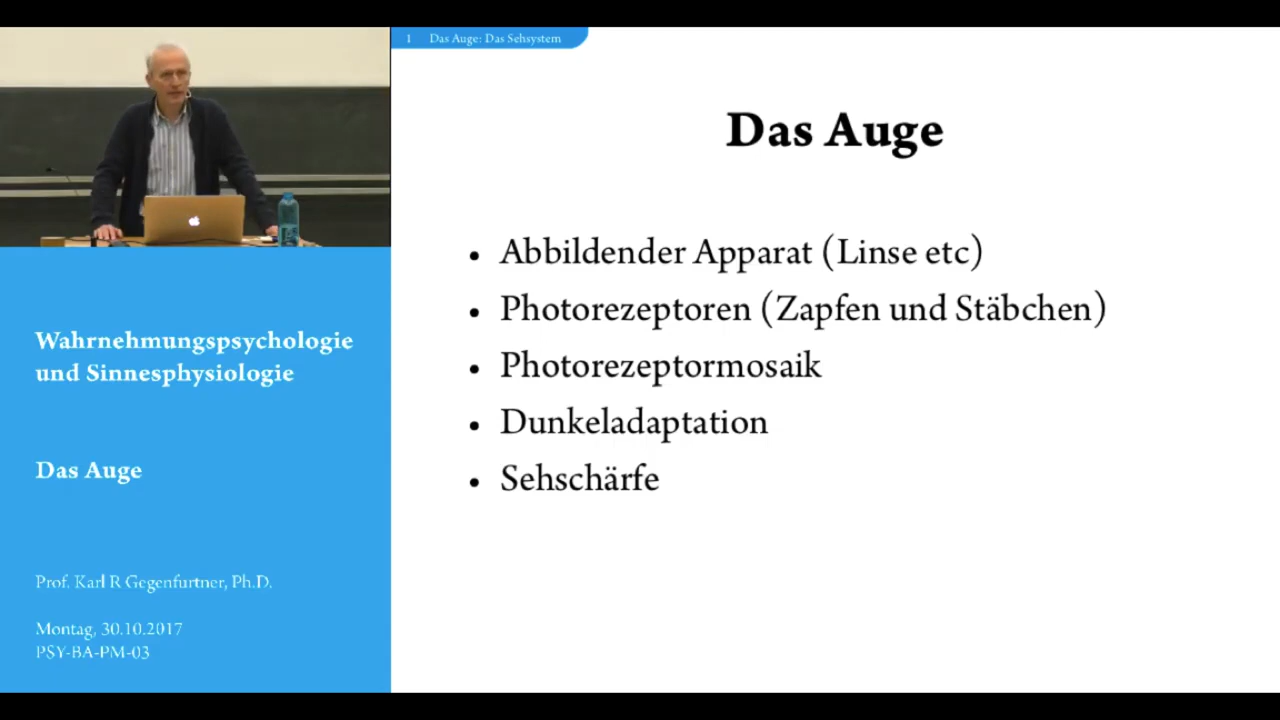 1 Das Auge: Das Sehsystem
Das Auge
• Abbildender Apparat (Linse etc)
• Photorezeptoren (Zapfen und Stäbchen)
• Photorezeptormosaik
• Dunkeladaptation
• Sehschärfe
Wahrnehmungspsychologie
und Sinnesphysiologie
Das Auge
Prof. Karl R Gegenfurtner, Ph.D.
Montag, 30.10.2017
PSY-BA-PM-03